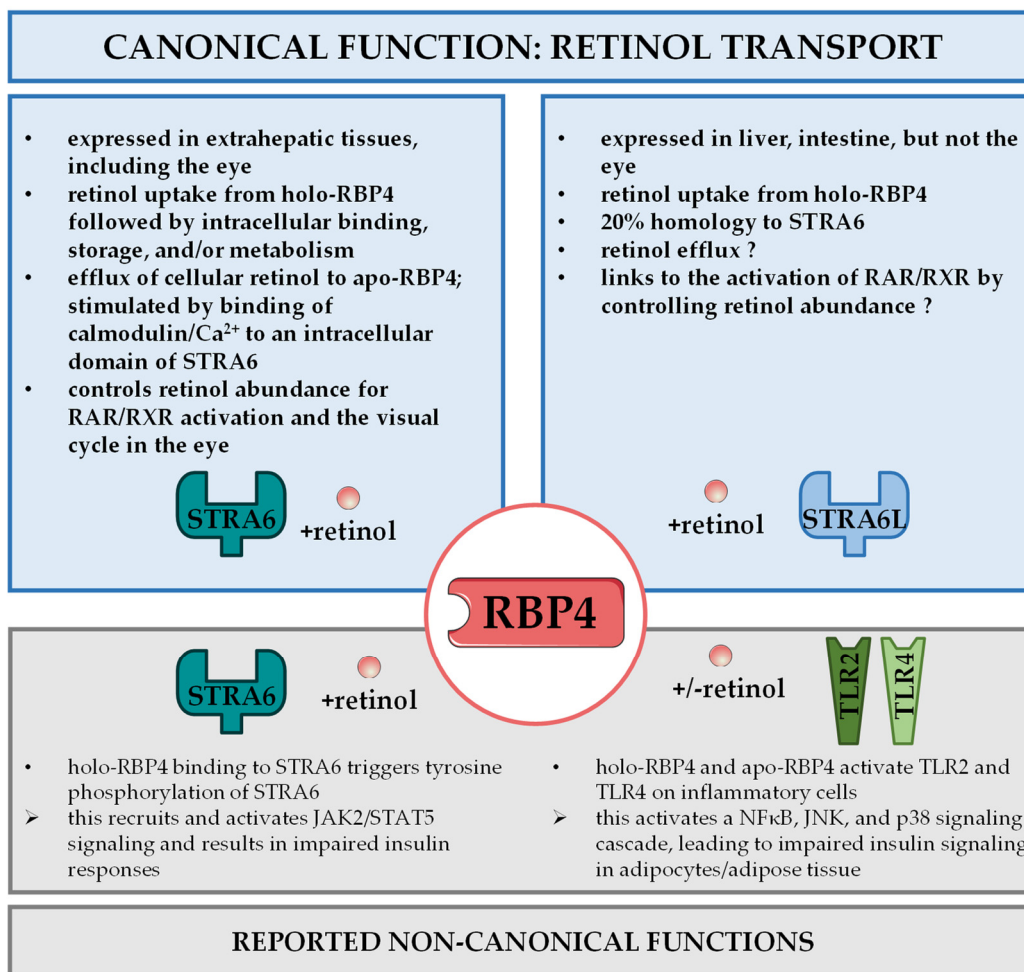 CANONICAL FUNCTION: RETINOL TRANSPORT
• expressed in extrahepatic tissues,
including the eye
• retinol uptake from holo-RBP4
followed by intracellular binding,
storage, and/or metabolism
• efflux of cellular retinol to apo-RBP4;
stimulated by binding of
calmodulin/Ca²⁺ to an intracellular
domain of STRA6
• controls retinol abundance for
RAR/RXR activation and the visual
cycle in the eye
STRA6
+retinol
• expressed in liver, intestine, but not the
eye
• retinol uptake from holo-RBP4
• 20% homology to STRA6
• retinol efflux ?
• links to the activation of RAR/RXR by
controlling retinol abundance ?
+retinol
STRA6L
RBP4
STRA6
+retinol
• holo-RBP4 binding to STRA6 triggers tyrosine
phosphorylation of STRA6
➢ this recruits and activates JAK2/STAT5
signaling and results in impaired insulin
responses
+/-retinol
TLR2
TLR4
• holo-RBP4 and apo-RBP4 activate TLR2 and
TLR4 on inflammatory cells
➢ this activates a NFκB, JNK, and p38 signaling
cascade, leading to impaired insulin signaling
in adipocytes/adipose tissue
REPORTED NON-CANONICAL FUNCTIONS